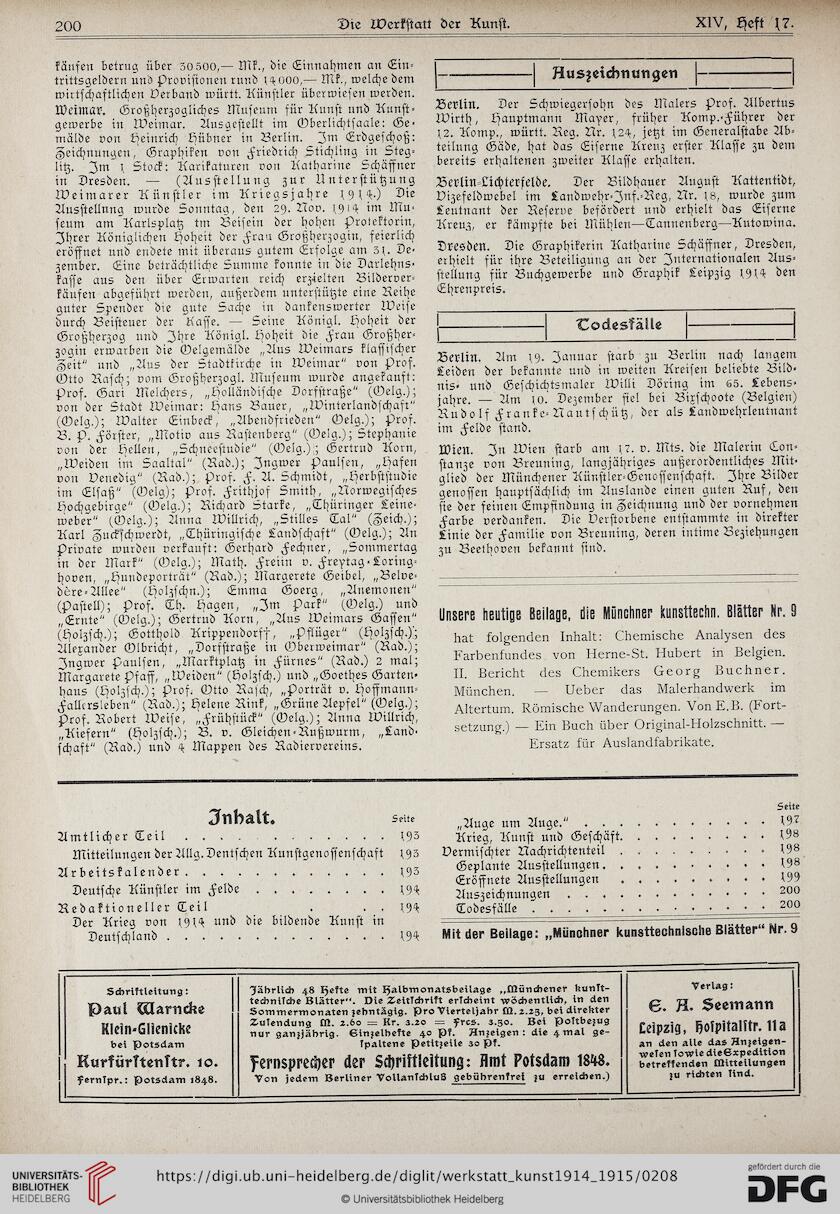 200
Die Werkstatt der Kunst.
XIV, Heft 17.
käufen betrug über 30500,— Mk., die Einnahmen an Ein-
trittsgeldern und Provisionen rund 14000,— Mk., welche dem
wirtschaftlichen Verband württ. Künstler überwiesen werden.
Weimar. Großherzogliches Museum für Kunst und Kunst-
gewerbe in Weimar. Ausgestellt im Oberlichtsaale: Ge-
mälde von Heinrich Hübner in Berlin. Im Erdgeschoß:
Zeichnungen, Graphiken von Friedrich Stichling in Steg-
litz. Im 1 Stock: Karikaturen von Katharine Schäffner
in Dresden. — (Ausstellung zur Unterstützung
Weimarer Künstler im Kriegsjahre 1914.) Die
Ausstellung wurde Sonntag, den 29. Nov. 1914 im Mu-
seum am Karlsplatz im Beisein der hohen Protektorin,
Ihrer Königlichen Hoheit der Frau Großherzogin, feierlich
eröffnet und endete mit überaus gutem Erfolge am 31. De-
zember. Eine beträchtliche Summe konnte in die Darlehns-
kasse aus den über Erwarten reich erzielten Bilderver-
käufen abgeführt werden, außerdem unterstützte eine Reihe
guter Spender die gute Sache in dankenswerter Weise
durch Beisteuer der Kasse. — Seine Königl. Hoheit der
Großherzog und Ihre Königl. Hoheit die Frau Großher-
zogin erwarben die Oelgemälde „Aus Weimars klassischer
Zeit“ und „Aus der Stadtkirche in Weimar“ von Prof.
Otto Rasch; vom Großherzogl. Museum wurde angekauft:
Prof. Gari Melchers, „Holländische Dorfstraße“ (Oelg.);
von der Stadt Weimar: Hans Bauer, „Winterlandschaft“
(Oelg.); Walter Einbeck, „Abendfrieden“ Oelg.); Prof.
B. P. Förster, „Motiv aus Rastenberg“ (Oelg.); Stephanie
von der Hellen, „Schneestudie“ (Oelg.); Gertrud Korn,
„Weiden im Saaltal“ (Rad.); Ingwer Paulsen, „Hafen
von Venedig“ (Rad.); Prof. F. A. Schmidt, „Herbststudie
im Elsaß“ (Oelg); Prof. Frithjof Smith, „Norwegisches
Hochgebirge“ (Oelg.); Richard Starke, „Thüringer Leine-
weber“ (Oelg.); Anna Willrich, „Stilles Tal“ (Zeich.);
Karl Zuckschwerdt, „Thüringische Landschaft“ (Oelg.); An
Private wurden verkauft: Gerhard Fechner, „Sommertag
in der Mark“ (Oelg.); Math. Freiin v. Freytag-Loring-
hoven, „Hundeporträt“ (Rad.); Margerete Geibel, „Belve-
dère-Allee“ (Holzschn.); Emma Goerg, „Anemonen“
(Pastell); Prof. Th. Hagen, „Im Park“ (Oelg.) und
„Ernte“ (Oelg.); Gertrud Korn, „Aus Weimars Gassen“
(Holzsch.); Gotthold Krippendorff, „Pflüger“ (Holzsch.);
Alexander Olbricht, „Dorfstraße in Oberweimar“ (Rad.);
Ingwer Paulsen, „Marktplatz in Fürnes“ (Rad.) 2 mal;
Margarete Pfaff, „Weiden“ (Holzsch.) und „Goethes Garten-
haus (Holzsch.); Prof. Otto Rasch, „Porträt v. Hoffmann-
Fallersleben“ (Rad.); Helene Rink, „Grüne Aepfel“ (Oelg.);
Prof. Robert Weise, „Frühstück“ (Oelg.); Anna Willrich,
„Kiefern“ (Holzsch.); B. v. Gleichen-Rußwurm, „Land-
schaft“ (Rad.) und 4 Mappen des Radiervereins.
Auszeichnungen
Berlin. Der Schwiegersohn des Malers Prof. Albertus
Wirth, Hauptmann Mayer, früher Komp.-Führer der
12. Komp., württ. Reg. Nr. 124, jetzt im Generalstabe Ab-
teilung Gäde, hat das Eiserne Kreuz erster Klasse zu dem
bereits erhaltenen zweiter Klasse erhalten.
Berlin-Lichterfelde. Der Bildhauer August Kattentidt,
Vizefeldwebel im Landwehr-Inf.-Reg. Nr. 18, wurde zum
Leutnant der Reserve befördert und erhielt das Eiserne
Kreuz, er kämpfte bei Mühlen—Tannenberg—Kutowina.
Dresden. Die Graphikerin Katharine Schäffner, Dresden,
erhielt für ihre Beteiligung an der Internationalen Aus-
stellung für Buchgewerbe und Graphik Leipzig 1914 den
Ehrenpreis.
Todesfälle
Berlin. Am 19. Januar starb zu Berlin nach langem
Leiden der bekannte und in weiten Kreisen beliebte Bild-
nis- und Geschichtsmaler Willi Döring im 65. Lebens-
jahre. — Am 10. Dezember fiel bei Bixschoote (Belgien)
Rudolf Franke-Nautschütz, der als Landwehrleutnant
im Felde stand.
Wien. In Wien starb am 17. v. Mts. die Malerin Con-
stanze von Breuning, langjähriges außerordentliches Mit-
glied der Münchener Künstler-Genossenschaft. Ihre Bilder
genossen hauptsächlich im Auslande einen guten Ruf, den
sie der feinen Empfindung in Zeichnung und der vornehmen
Farbe verdanken. Die Verstorbene entstammte in direkter
Linie der Familie von Breuning, deren intime Beziehungen
zu Beethoven bekannt sind.
Unsere heutige Beilage, die Münchner kunsttechn. Blätter Nr. 9
hat folgenden Inhalt: Chemische Analysen des
Farbenfundes von Herne-St. Hubert in Belgien.
II. Bericht des Chemikers Georg Buchner.
München. — Ueber das Malerhandwerk im
Altertum. Römische Wanderungen. Von E.B. (Fort-
setzung.) — Ein Buch über Original-Holzschnitt. —
Ersatz für Auslandfabrikate.
Inhalt.
Seite
Amtlicher Teil . . . . . . . . . . . 193
Mitteilungen der Allg. Deutschen Kunstgenossenschaft 193
Arbeitskalender . . . . . . . . . . . 193
Deutsche Künstler im Felde . . . . . . . . 194
Redaktioneller Teil . . . 194
Der Krieg von 1914 und die bildende Kunst in
Deutschland . . . . . . . . . . . . 194
Seite
„Auge um Auge.“ . . . . . . . . . . 197
Krieg, Kunst und Geschäft. . . . . . . . . 198
Vermischter Nachrichtenteil . . . . . . . . 198
Geplante Ausstellungen. . . . . . . . . . 198
Eröffnete Ausstellungen . . . . . . . . . 199
Auszeichnungen . . . . . . . . . . . 200
Todesfälle . . . . . . . . . . . . . 200
Mit der Beilage: „Münchner kunsttechnische Blätter“ Nr. 9
Schriftleitung:
Paul Warncke
Klein-Glienicke
bei Potsdam
Kurfürstenstr. 10.
Fernspr.: Potsdam 1848.
Jährlich 48 Hefte mit Halbmonatsbeilage „Münchener kunst-
technische Blätter“. Die Zeitschrift erscheint wöchentlich, in den
Sommermonaten zehntägig. Pro Vierteljahr M. 2.25, bei direkter
Zusendung M. 2.60 = Kr. 3.20 = Frcs. 3.50. Bei Postbezug
nur ganzjährig. Einzelhefte 40 Pf. Anzeigen: die 4 mal ge-
spaltene Petitzeile 30 Pf.
Fernsprecher der Schriftleitung: Amt Potsdam 1848.
Von jedem Berliner Vollanschluß gebührenfrei zu erreichen.)
Verlag:
E. A. Seemann
Leipzig, Hospitalstr. 11a
an den alle das Anzeigen-
wesen sowie die Expedition
betreffenden Mitteilungen
zu richten sind.
UNIVERSITÄTS-
BIBLIOTHEK
HEIDELBERG
https://digi.ub.uni-heidelberg.de/diglit/werkstatt_kunst1914_1915/0208
© Universitätsbibliothek Heidelberg
gefördert durch die
DFG